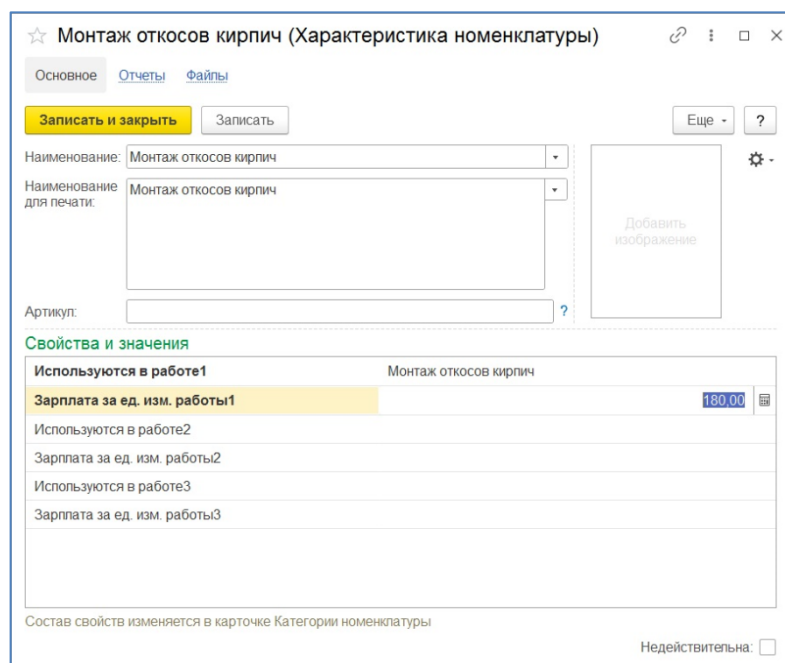 Монтаж откосов кирпич (Характеристика номенклатуры)
Основное Отчеты Файлы
Записать и закрыть Записать Еще ?
Наименование: Монтаж откосов кирпич
Наименование для печати: Монтаж откосов кирпич
Добавить изображение
Артикул: ?
Свойства и значения
Используются в работе1 Монтаж откосов кирпич
Зарплата за ед. изм. работы1 180,00
Используются в работе2
Зарплата за ед. изм. работы2
Используются в работе3
Зарплата за ед. изм. работы3
Состав свойств изменяется в карточке Категории номенклатуры
Недействительна: